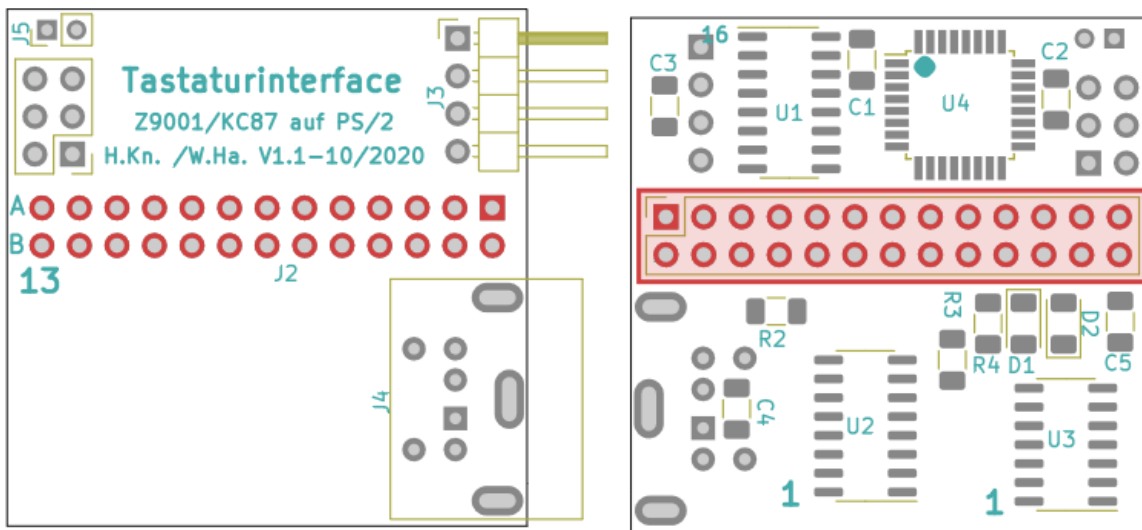 J5
Tastaturinterface
Z9001/KC87 auf PS/2
H.Kn. /W.Ha. V1.1-10/2020
J3
A
B
13
J2
J4
16
C3
U1
C1
U4
C2
R2
R3
R4
D1
D2
C5
C4
U2
U3
1
1